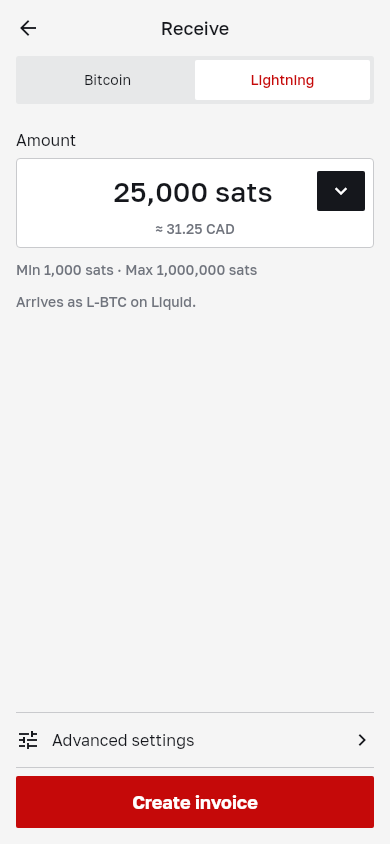 Receive
Bitcoin
Lightning
Amount
25,000 sats
≈ 31.25 CAD
Min 1,000 sats · Max 1,000,000 sats
Arrives as L-BTC on Liquid.
Advanced settings
Create invoice